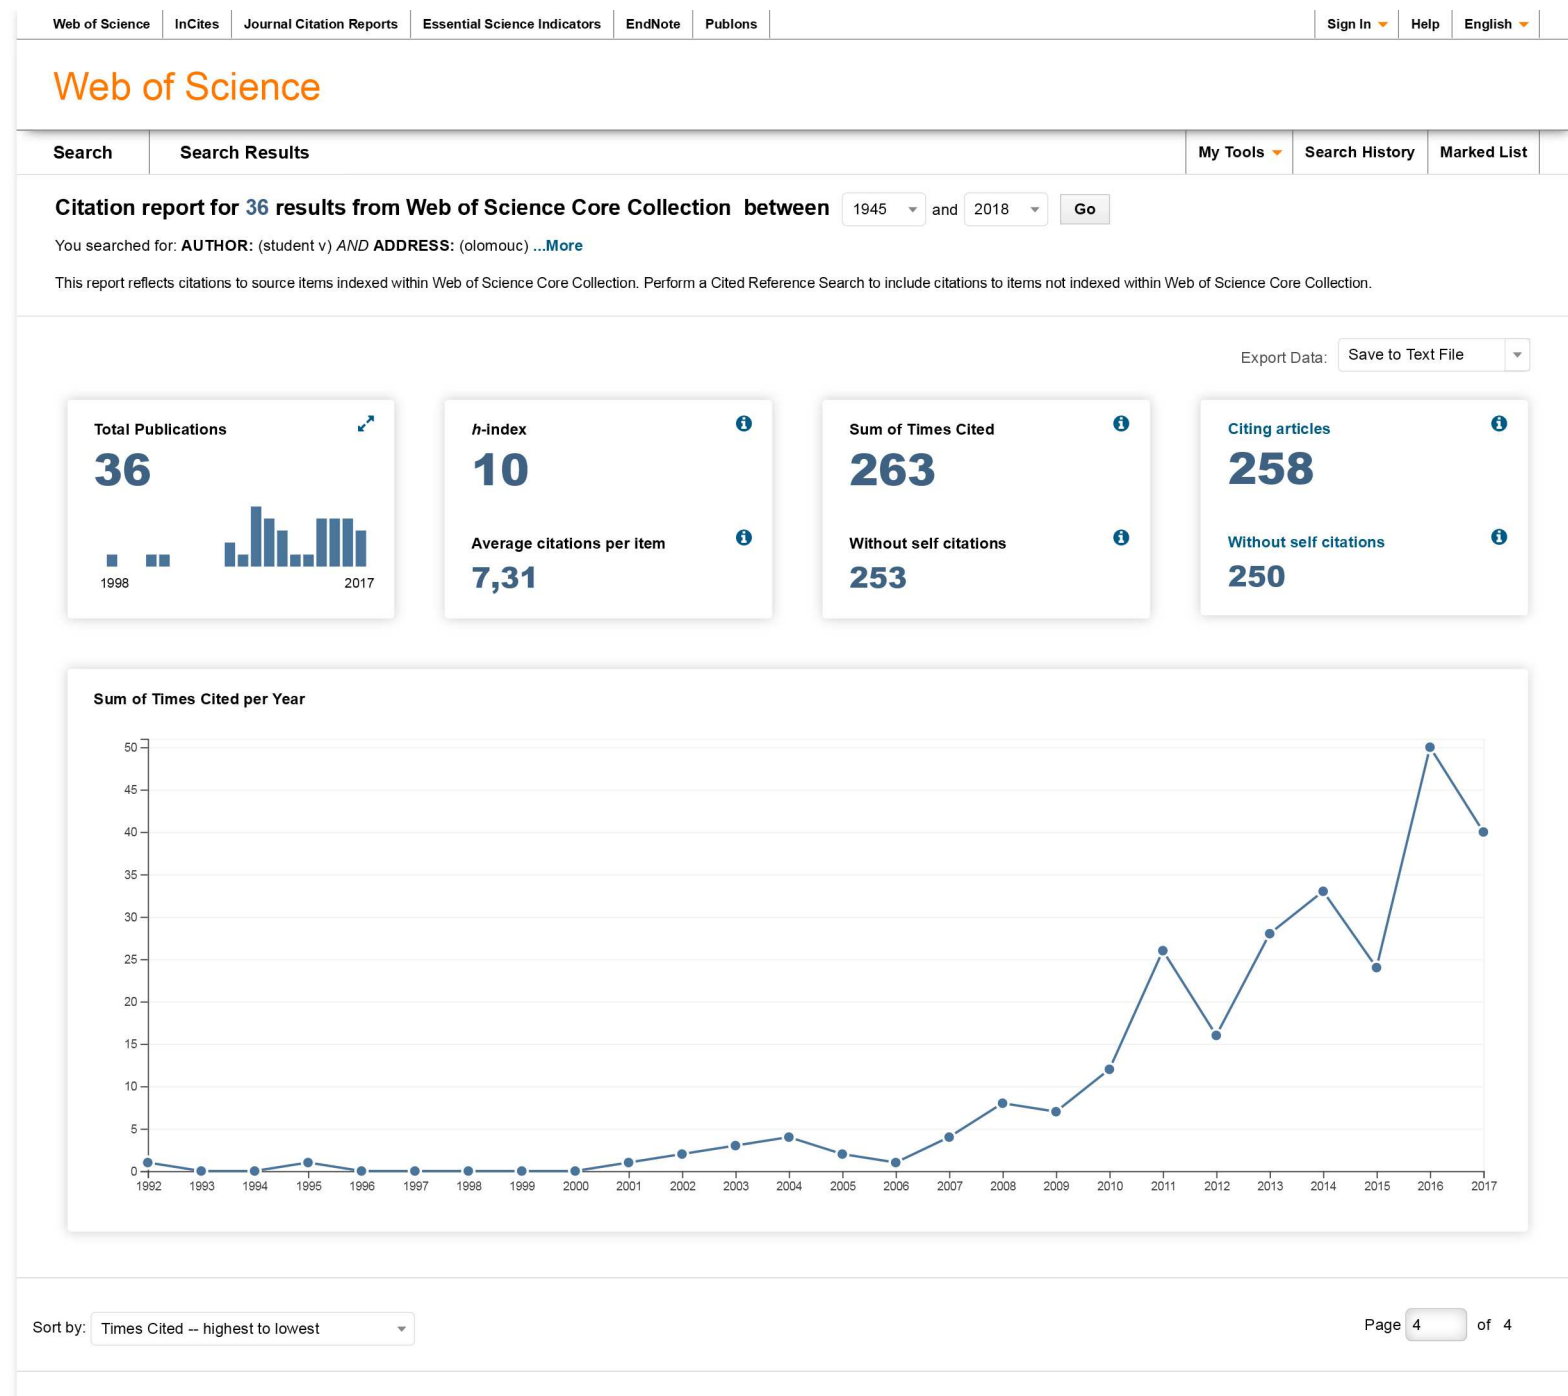 Web of Science InCites Journal Citation Reports Essential Science Indicators EndNote Publons Sign In Help English
Web of Science
Search Search Results My Tools Search History Marked List
Citation report for 36 results from Web of Science Core Collection between 1945 and 2018 Go
You searched for: AUTHOR: (student v) AND ADDRESS: (olomouc) ...More
This report reflects citations to source items indexed within Web of Science Core Collection. Perform a Cited Reference Search to include citations to items not indexed within Web of Science Core Collection.
Export Data: Save to Text File
Total Publications
36
1998 2017
h-index
10
Average citations per item
7,31
Sum of Times Cited
263
Without self citations
253
Citing articles
258
Without self citations
250
Sum of Times Cited per Year
50
45
40
35
30
25
20
15
10
5
0
1992 1993 1994 1995 1996 1997 1998 1999 2000 2001 2002 2003 2004 2005 2006 2007 2008 2009 2010 2011 2012 2013 2014 2015 2016 2017
Sort by: Times Cited -- highest to lowest Page 4 of 4